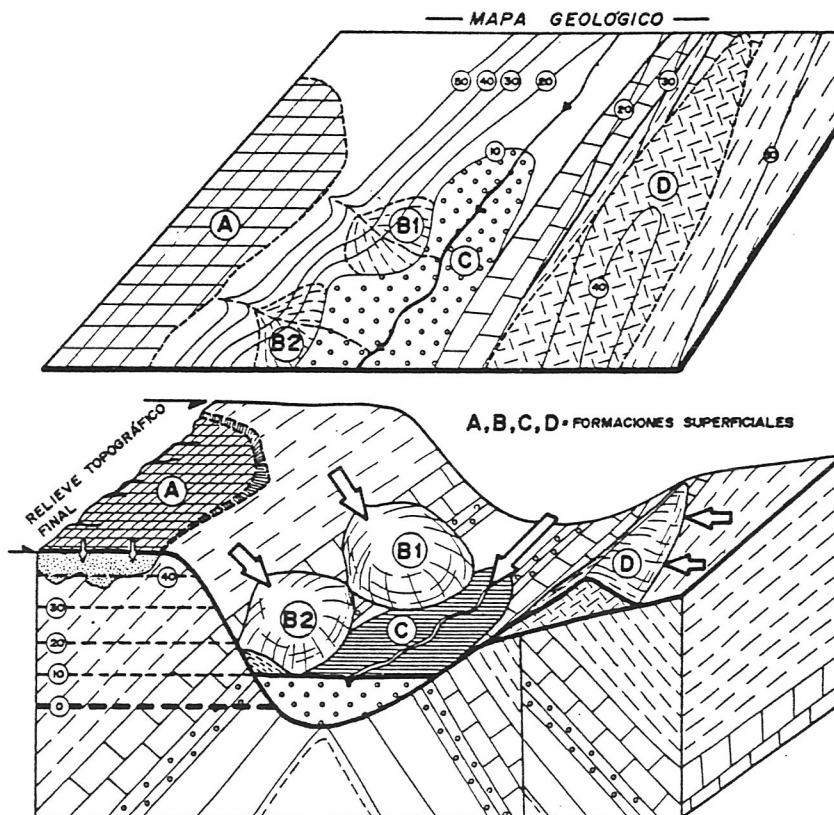 MAPA GEOLÓGICO
50 40 30 20
30
20
10
D
A
B1
C
40
B2
A,B,C,D = FORMACIONES SUPERFICIALES
RELIEVE TOPOGRÁFICO
FINAL
A
B1
D
40
30
B2
C
20
10
0